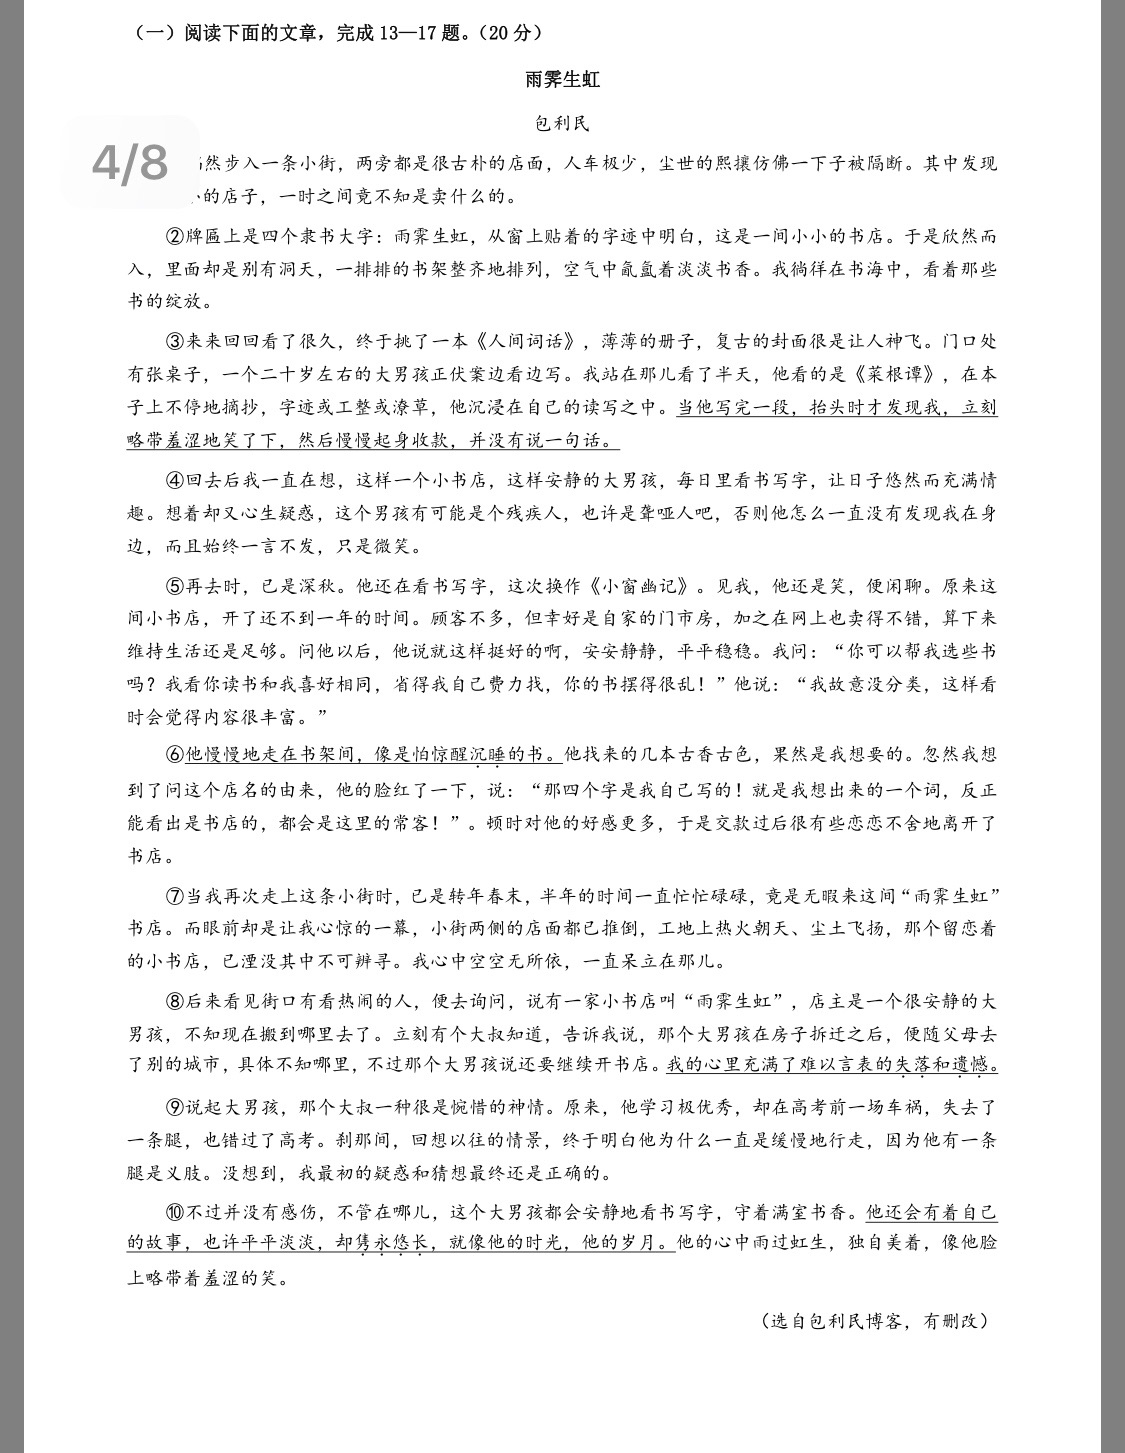 （一）阅读下面的文章，完成 13—17 题。（20 分）
雨霁生虹
包利民
4/8
然步入一条小街，两旁都是很古朴的店面，人车极少，尘世的熙攘仿佛一下子被隔断。其中发现
的店子，一时之间竟不知是卖什么的。
②牌匾上是四个隶书大字：雨霁生虹，从窗上贴着的字迹中明白，这是一间小小的书店。于是欣然而
入，里面却是别有洞天，一排排的书架整齐地排列，空气中氤氲着淡淡书香。我徜徉在书海中，看着那些
书的绽放。
③来来回回看了很久，终于挑了一本《人间词话》，薄薄的册子，复古的封面很是让人神飞。门口处
有张桌子，一个二十岁左右的大男孩正伏案边看边写。我站在那儿看了半天，他看的是《菜根谭》，在本
子上不停地摘抄，字迹或工整或潦草，他沉浸在自己的读写之中。当他写完一段，抬头时才发现我，立刻
略带羞涩地笑了下，然后慢慢起身收款，并没有说一句话。
④回去后我一直在想，这样一个小书店，这样安静的大男孩，每日里看书写字，让日子悠然而充满情
趣。想着却又心生疑惑，这个男孩有可能是个残疾人，也许是聋哑人吧，否则他怎么一直没有发现我在身
边，而且始终一言不发，只是微笑。
⑤再去时，已是深秋。他还在看书写字，这次换作《小窗幽记》。见我，他还是笑，便闲聊。原来这
间小书店，开了还不到一年的时间。顾客不多，但幸好是自家的门市房，加之在网上也卖得不错，算下来
维持生活还是足够。问他以后，他说就这样挺好的啊，安安静静，平平稳稳。我问：“你可以帮我选些书
吗？我看你读书和我喜好相同，省得我自己费力找，你的书摆得很乱！”他说：“我故意没分类，这样看
时会觉得内容很丰富。”
⑥他慢慢地走在书架间，像是怕惊醒沉睡的书。他找来的几本古香古色，果然是我想要的。忽然我想
到了问这个店名的由来，他的脸红了一下，说：“那四个字是我自己写的！就是我想出来的一个词，反正
能看出是书店的，都会是这里的常客！”。顿时对他的好感更多，于是交款过后很有些恋恋不舍地离开了
书店。
⑦当我再次走上这条小街时，已是转年春末，半年的时间一直忙忙碌碌，竟是无暇来这间“雨霁生虹”
书店。而眼前却是让我心惊的一幕，小街两侧的店面都已推倒，工地上热火朝天、尘土飞扬，那个留恋着
的小书店，已湮没其中不可辨寻。我心中空空无所依，一直呆立在那儿。
⑧后来看见街口有看热闹的人，便去询问，说有一家小书店叫“雨霁生虹”，店主是一个很安静的大
男孩，不知现在搬到哪里去了。立刻有个大叔知道，告诉我说，那个大男孩在房子拆迁之后，便随父母去
了别的城市，具体不知哪里，不过那个大男孩说还要继续开书店。我的心里充满了难以言表的失落和遗憾。
⑨说起大男孩，那个大叔一种很是惋惜的神情。原来，他学习极优秀，却在高考前一场车祸，失去了
一条腿，也错过了高考。刹那间，回想以往的情景，终于明白他为什么一直是缓慢地行走，因为他有一条
腿是义肢。没想到，我最初的疑惑和猜想最终还是正确的。
⑩不过并没有感伤，不管在哪儿，这个大男孩都会安静地看书写字，守着满室书香。他还会有着自己
的故事，也许平平淡淡，却隽永悠长，就像他的时光，他的岁月。他的心中雨过虹生，独自美着，像他脸
上略带着羞涩的笑。
（选自包利民博客，有删改）